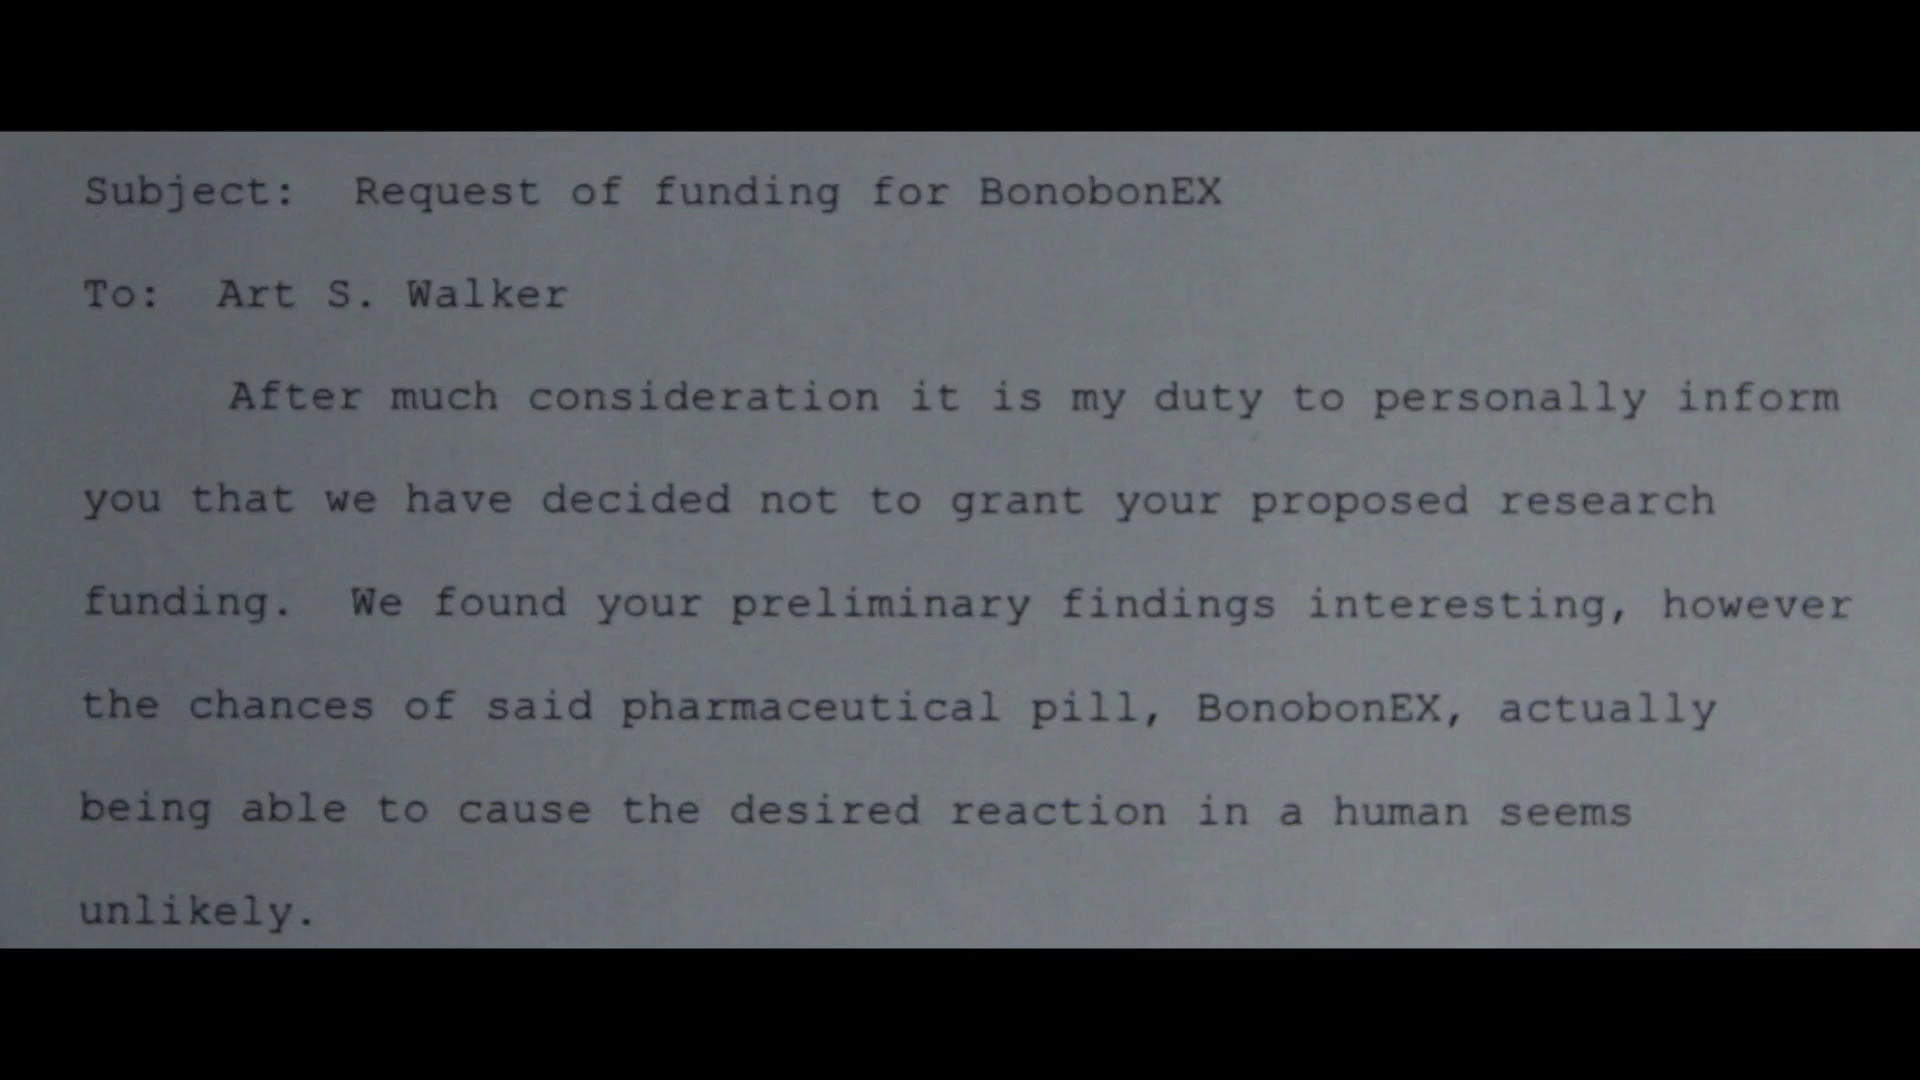 Subject:  Request of funding for BonobonEX
To:  Art S. Walker
After much consideration it is my duty to personally inform
you that we have decided not to grant your proposed research
funding.  We found your preliminary findings interesting, however
the chances of said pharmaceutical pill, BonobonEX, actually
being able to cause the desired reaction in a human seems
unlikely.